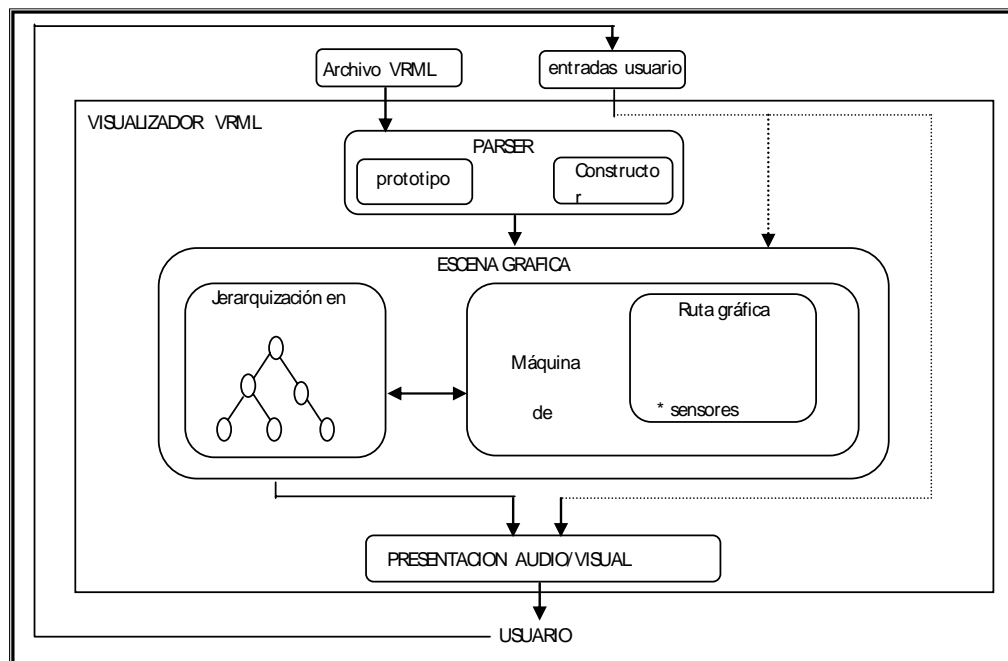 Archivo VRML
entradas usuario
VISUALIZADOR VRML
PARSER
prototipo
Constructo
r
ESCENA GRAFICA
Jerarquización en
Ruta gráfica
Máquina
de
* sensores
PRESENTACION AUDIO/VISUAL
USUARIO